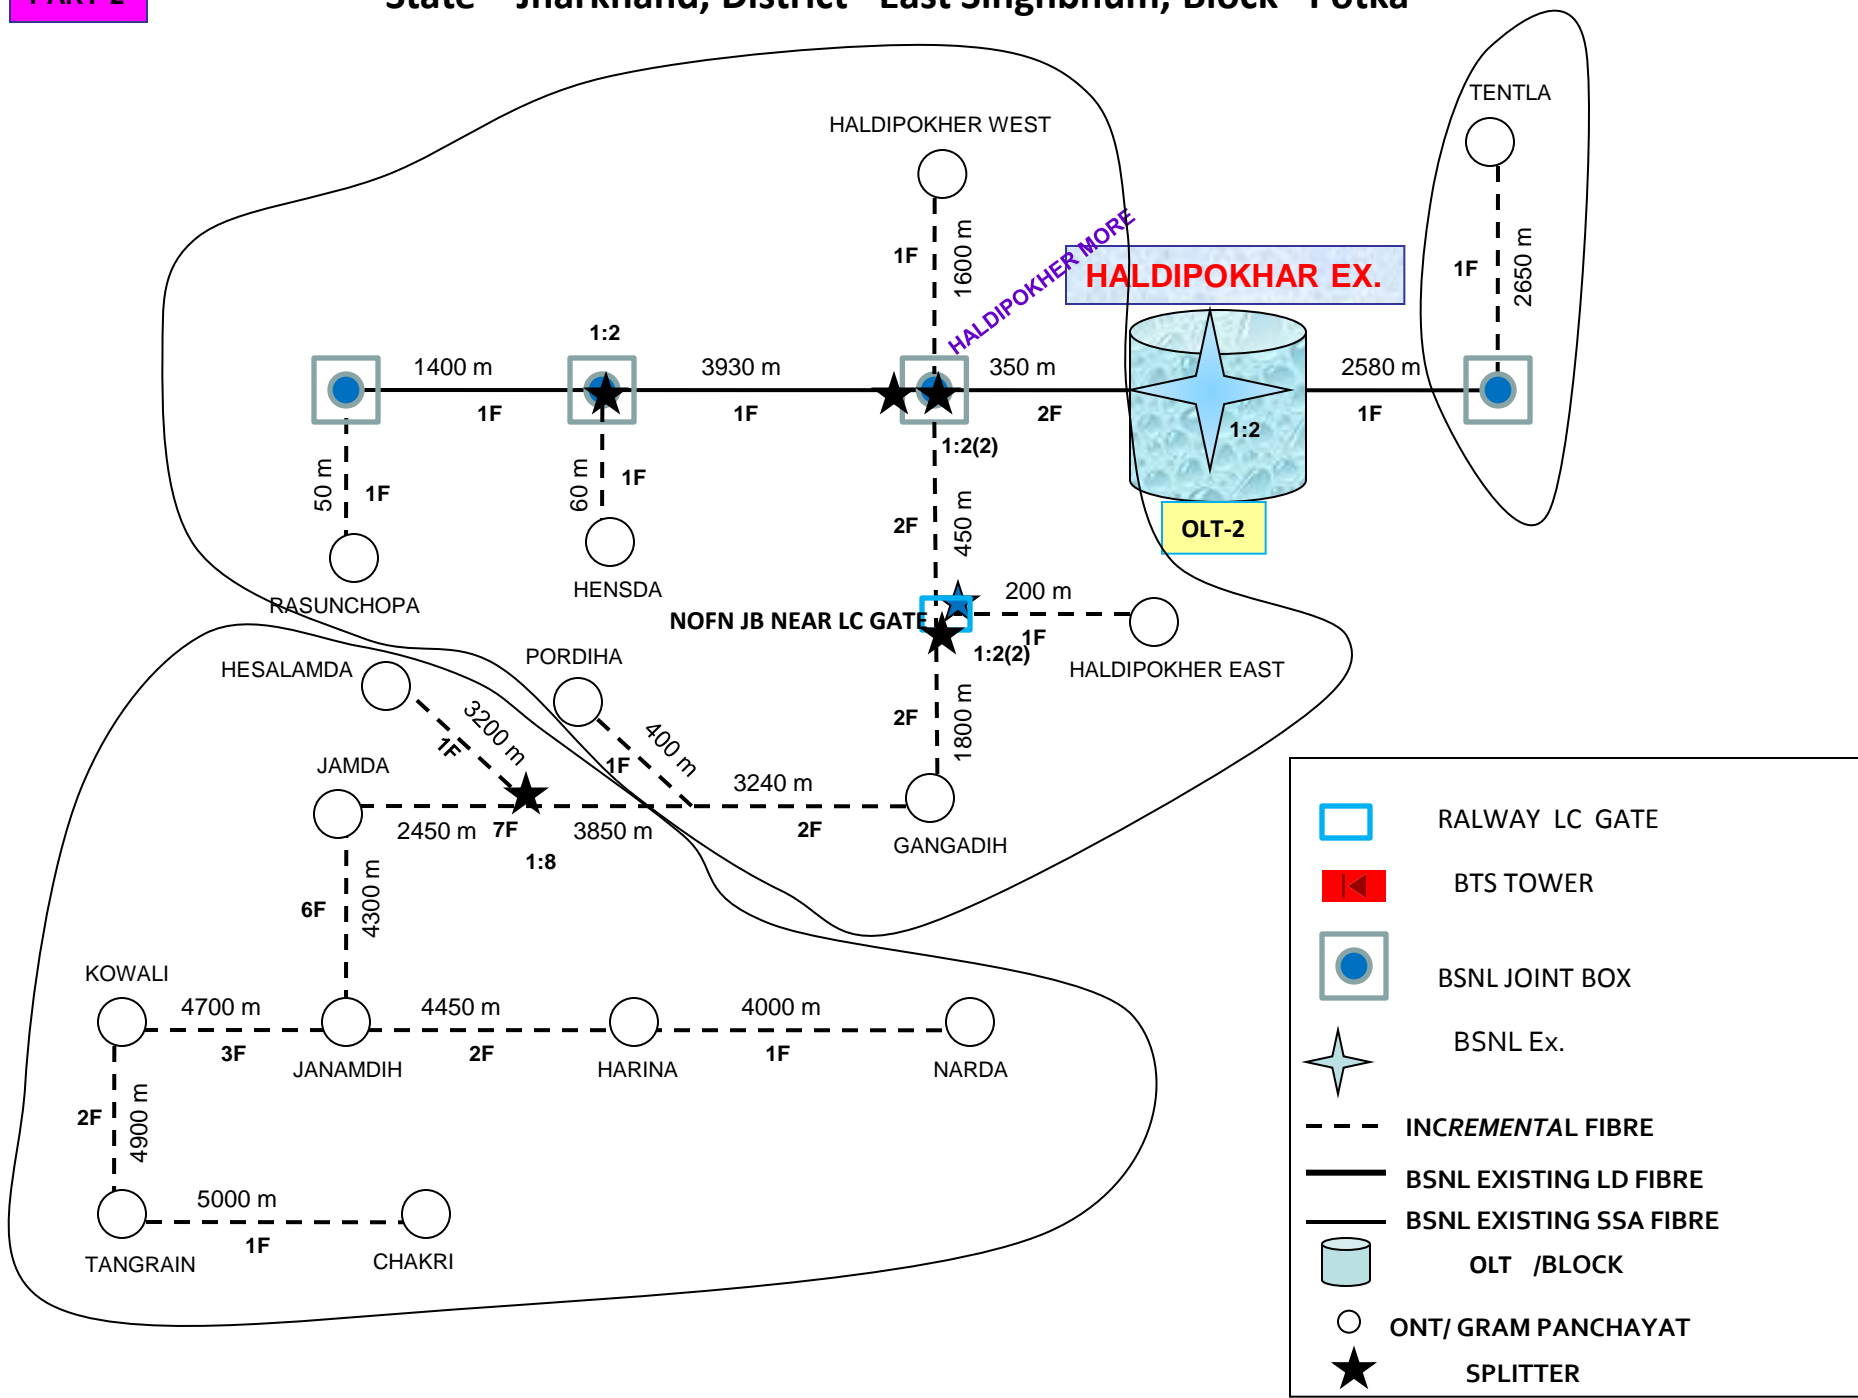 PART-2
State - Jharkhand, District - East Singhbhum, Block - Potka
TENTLA
HALDIPOKHER WEST
1F
1600 m
HALDIPOKHER MORE
HALDIPOKHAR EX.
1F
2650 m
1:2
1400 m
3930 m
350 m
2580 m
1F
1F
2F
1F
1:2
1:2(2)
50 m
1F
60 m
1F
2F
450 m
OLT-2
RASUNCHOPA
HENSDA
200 m
NOFN JB NEAR LC GATE
1F
1:2(2)
HALDIPOKHER EAST
HESALAMDA
PORDIHA
3200 m
1F
400 m
1F
2F
1800 m
JAMDA
3240 m
2450 m
7F
3850 m
2F
GANGADIH
1:8
6F
4300 m
KOWALI
4700 m
4450 m
4000 m
3F
2F
1F
JANAMDIH
HARINA
NARDA
2F
4900 m
5000 m
1F
TANGRAIN
CHAKRI
RALWAY LC GATE
BTS TOWER
BSNL JOINT BOX
BSNL Ex.
INCREMENTAL FIBRE
BSNL EXISTING LD FIBRE
BSNL EXISTING SSA FIBRE
OLT /BLOCK
ONT/ GRAM PANCHAYAT
SPLITTER